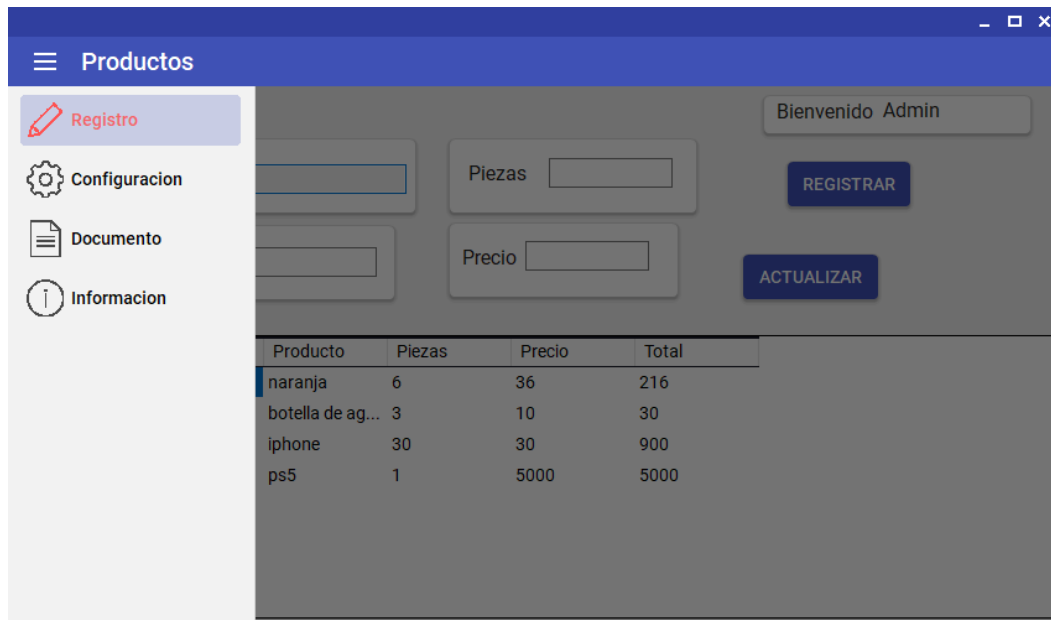 Productos
Registro
Configuracion
Documento
Informacion
Bienvenido Admin
Piezas
REGISTRAR
Precio
ACTUALIZAR
Producto Piezas Precio Total
naranja 6 36 216
botella de ag... 3 10 30
iphone 30 30 900
ps5 1 5000 5000